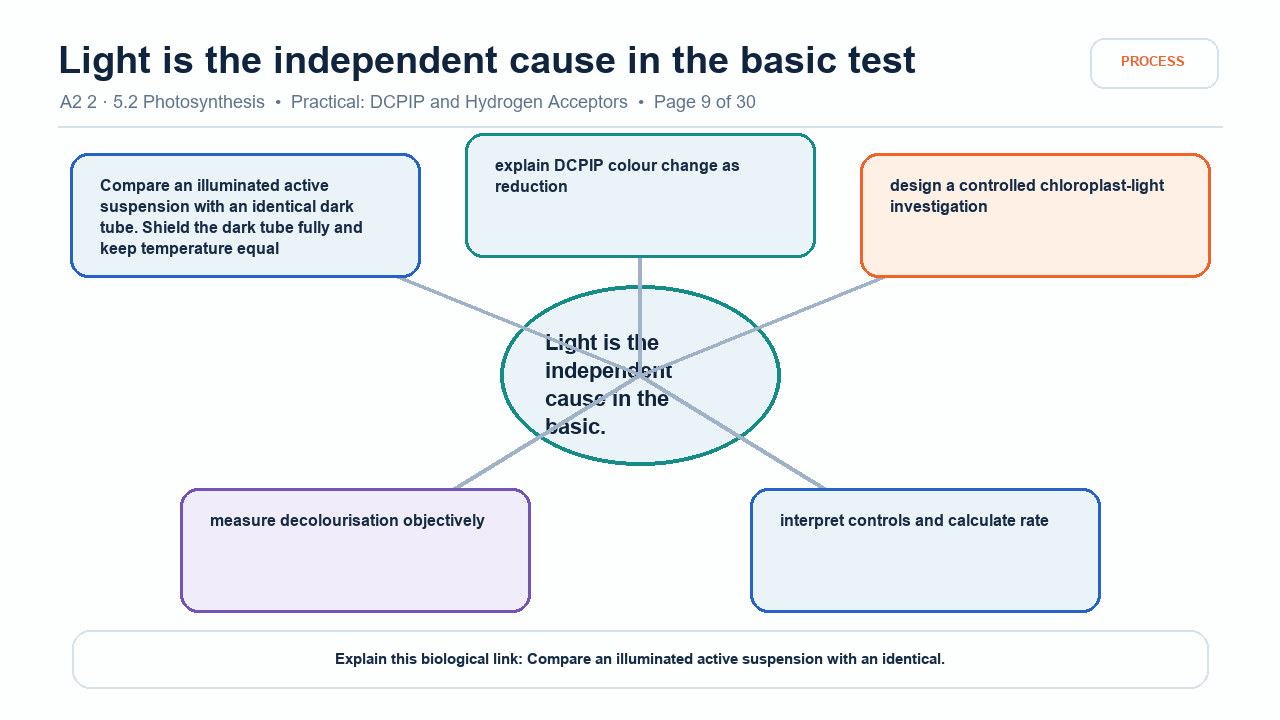 Light is the independent cause in the basic test
PROCESS
A2 2 · 5.2 Photosynthesis • Practical: DCPIP and Hydrogen Acceptors • Page 9 of 30
Compare an illuminated active
suspension with an identical dark
tube. Shield the dark tube fully and
keep temperature equal
explain DCPIP colour change as
reduction
design a controlled chloroplast-light
investigation
Light is the
independent
cause in the
basic.
measure decolourisation objectively
interpret controls and calculate rate
Explain this biological link: Compare an illuminated active suspension with an identical.